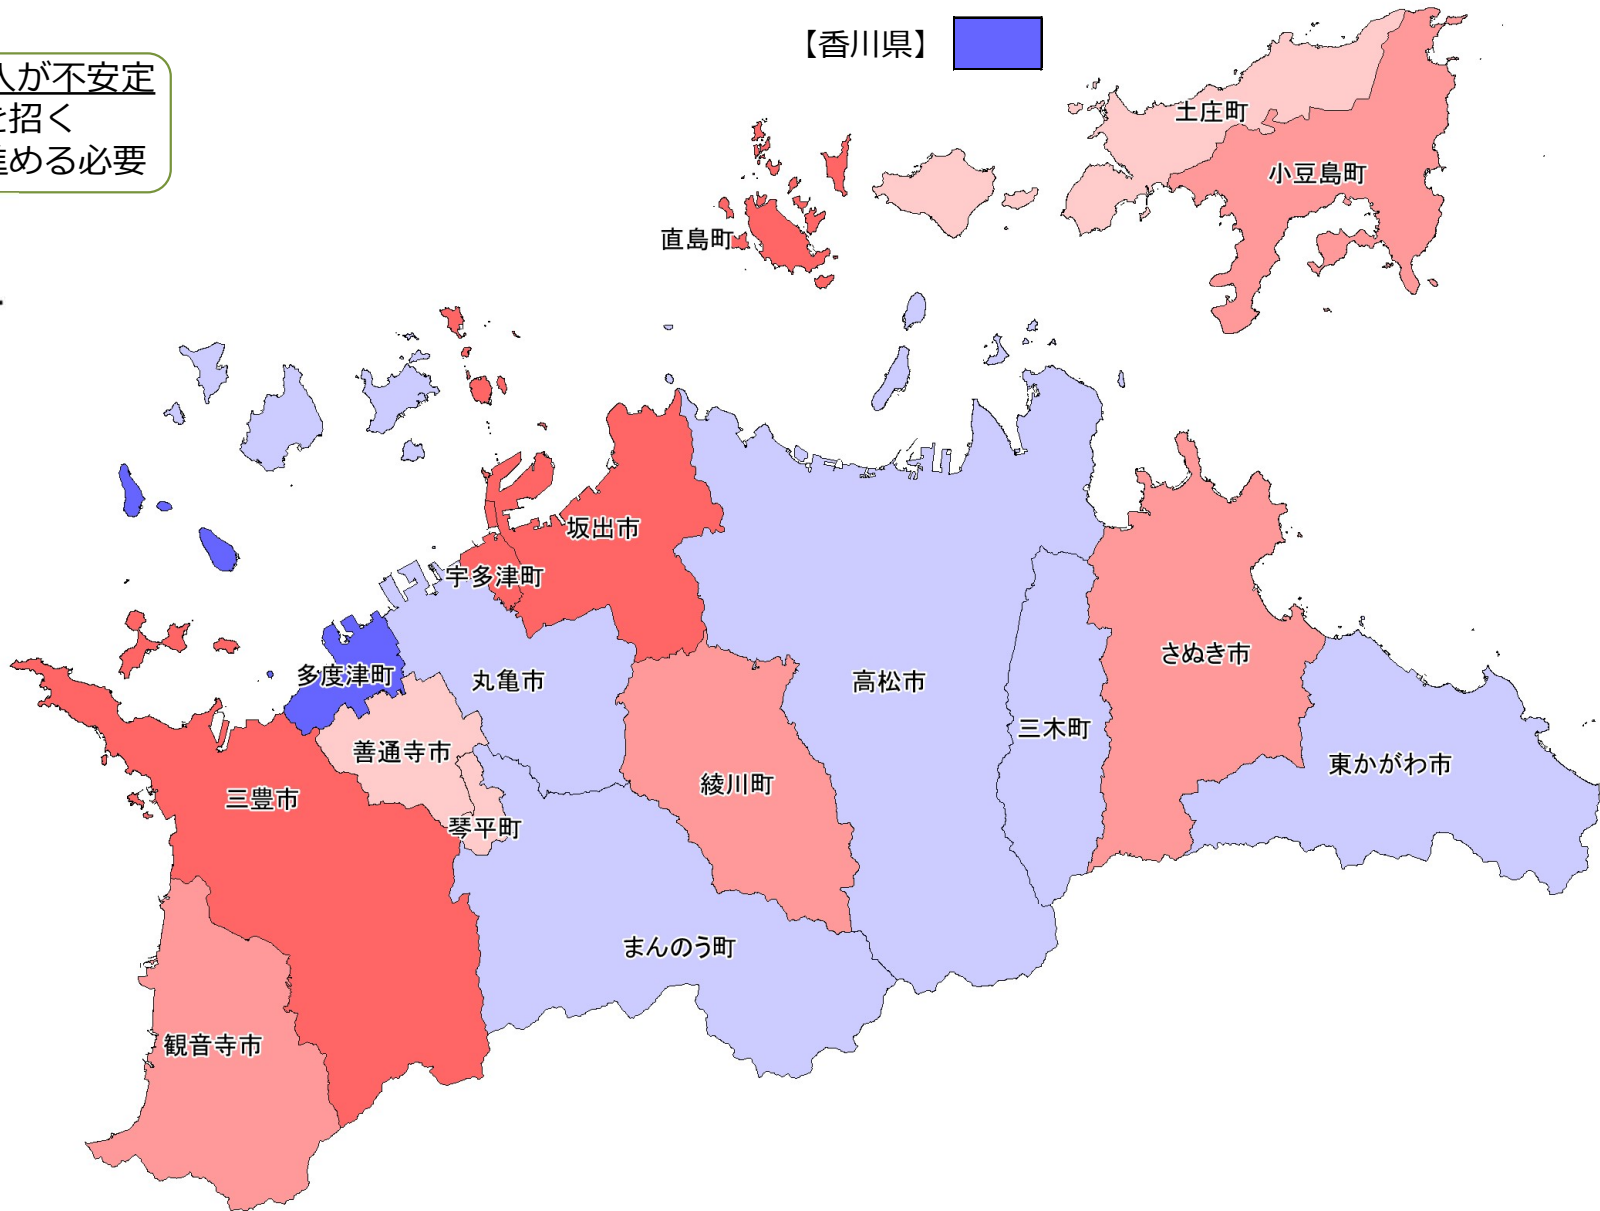 【香川県】
人が不安定
を招く
進める必要
土庄町
小豆島町
直島町
坂出市
宇多津町
さぬき市
多度津町
丸亀市
高松市
三木町
善通寺市
東かがわ市
綾川町
三豊市
琴平町
まんのう町
観音寺市